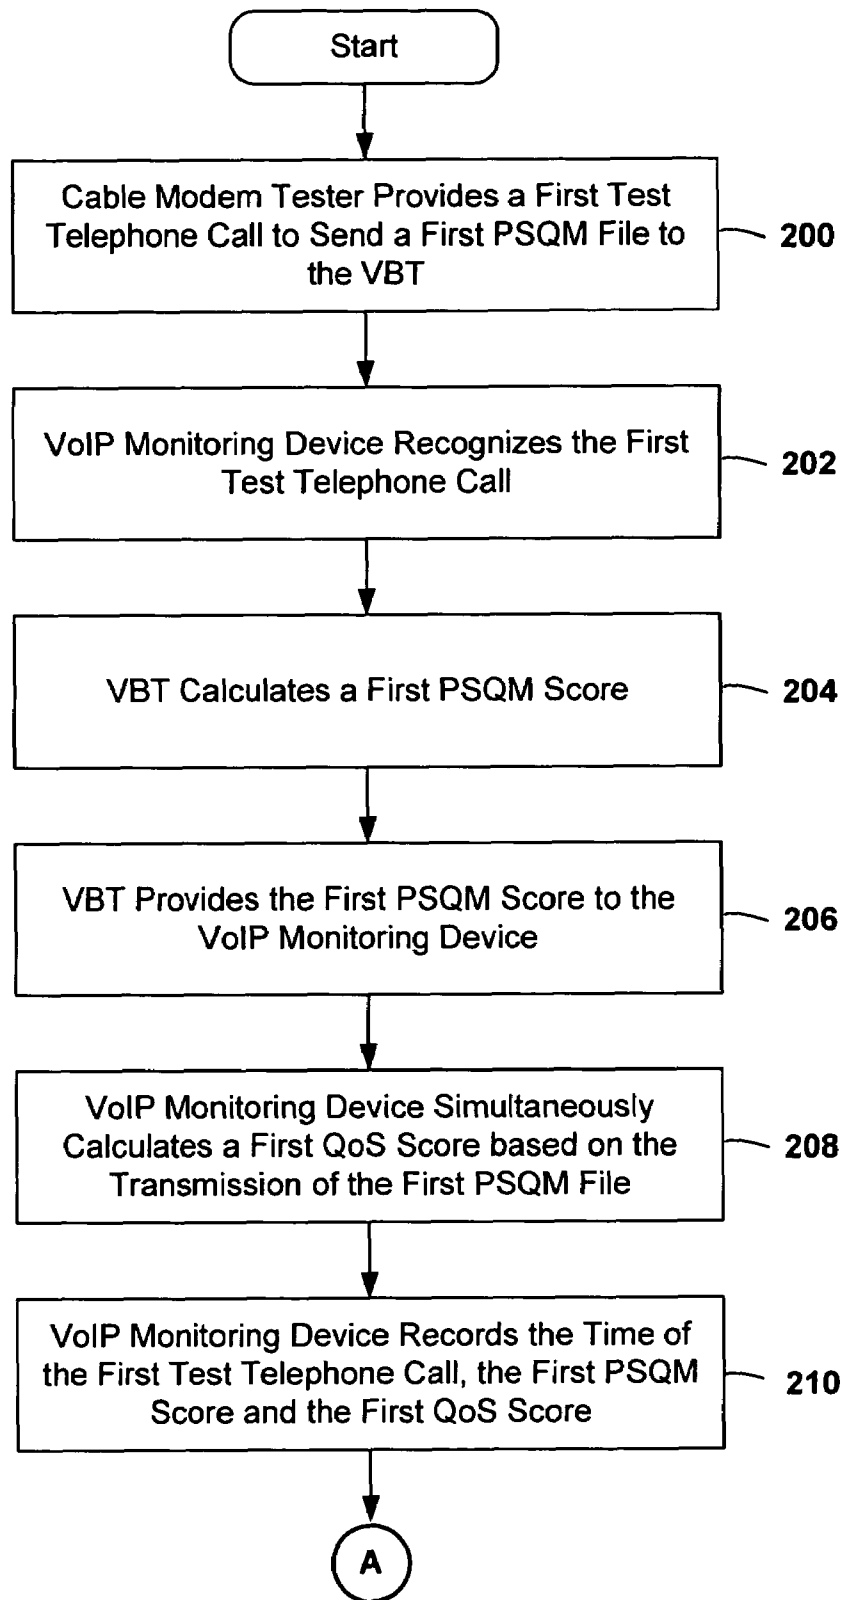 Start
Cable Modem Tester Provides a First Test
Telephone Call to Send a First PSQM File to
the VBT
200
VoIP Monitoring Device Recognizes the First
Test Telephone Call
202
VBT Calculates a First PSQM Score
204
VBT Provides the First PSQM Score to the
VoIP Monitoring Device
206
VoIP Monitoring Device Simultaneously
Calculates a First QoS Score based on the
Transmission of the First PSQM File
208
VoIP Monitoring Device Records the Time of
the First Test Telephone Call, the First PSQM
Score and the First QoS Score
210
A